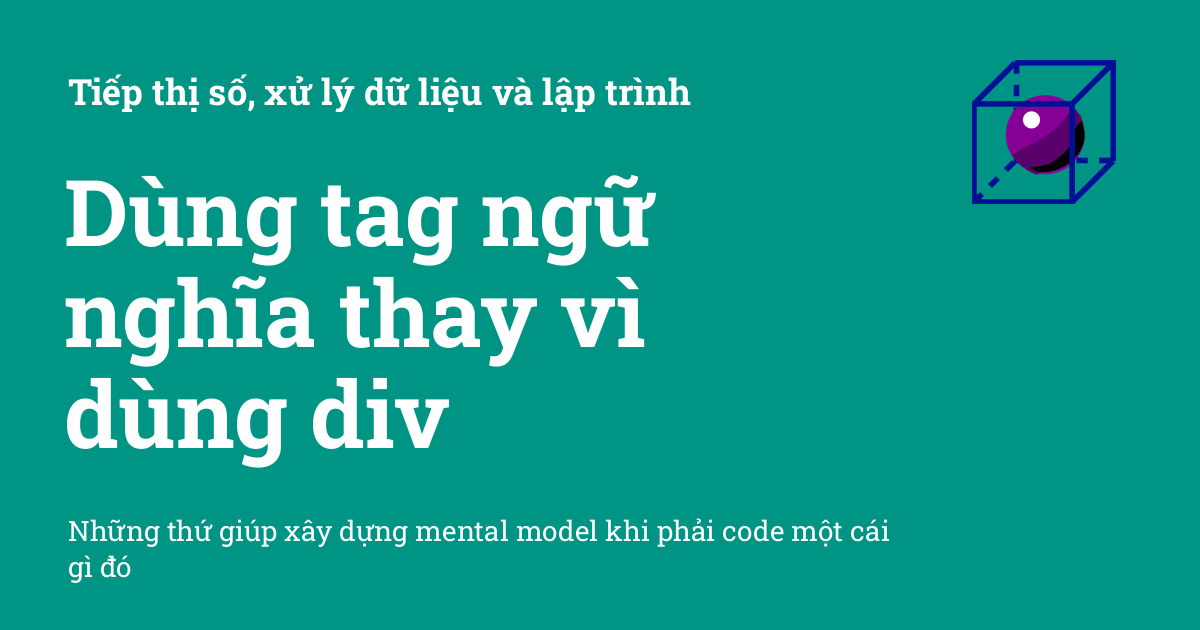 Tiếp thị số, xử lý dữ liệu và lập trình
Dùng tag ngữ
nghĩa thay vì
dùng div
Những thứ giúp xây dựng mental model khi phải code một cái
gì đó